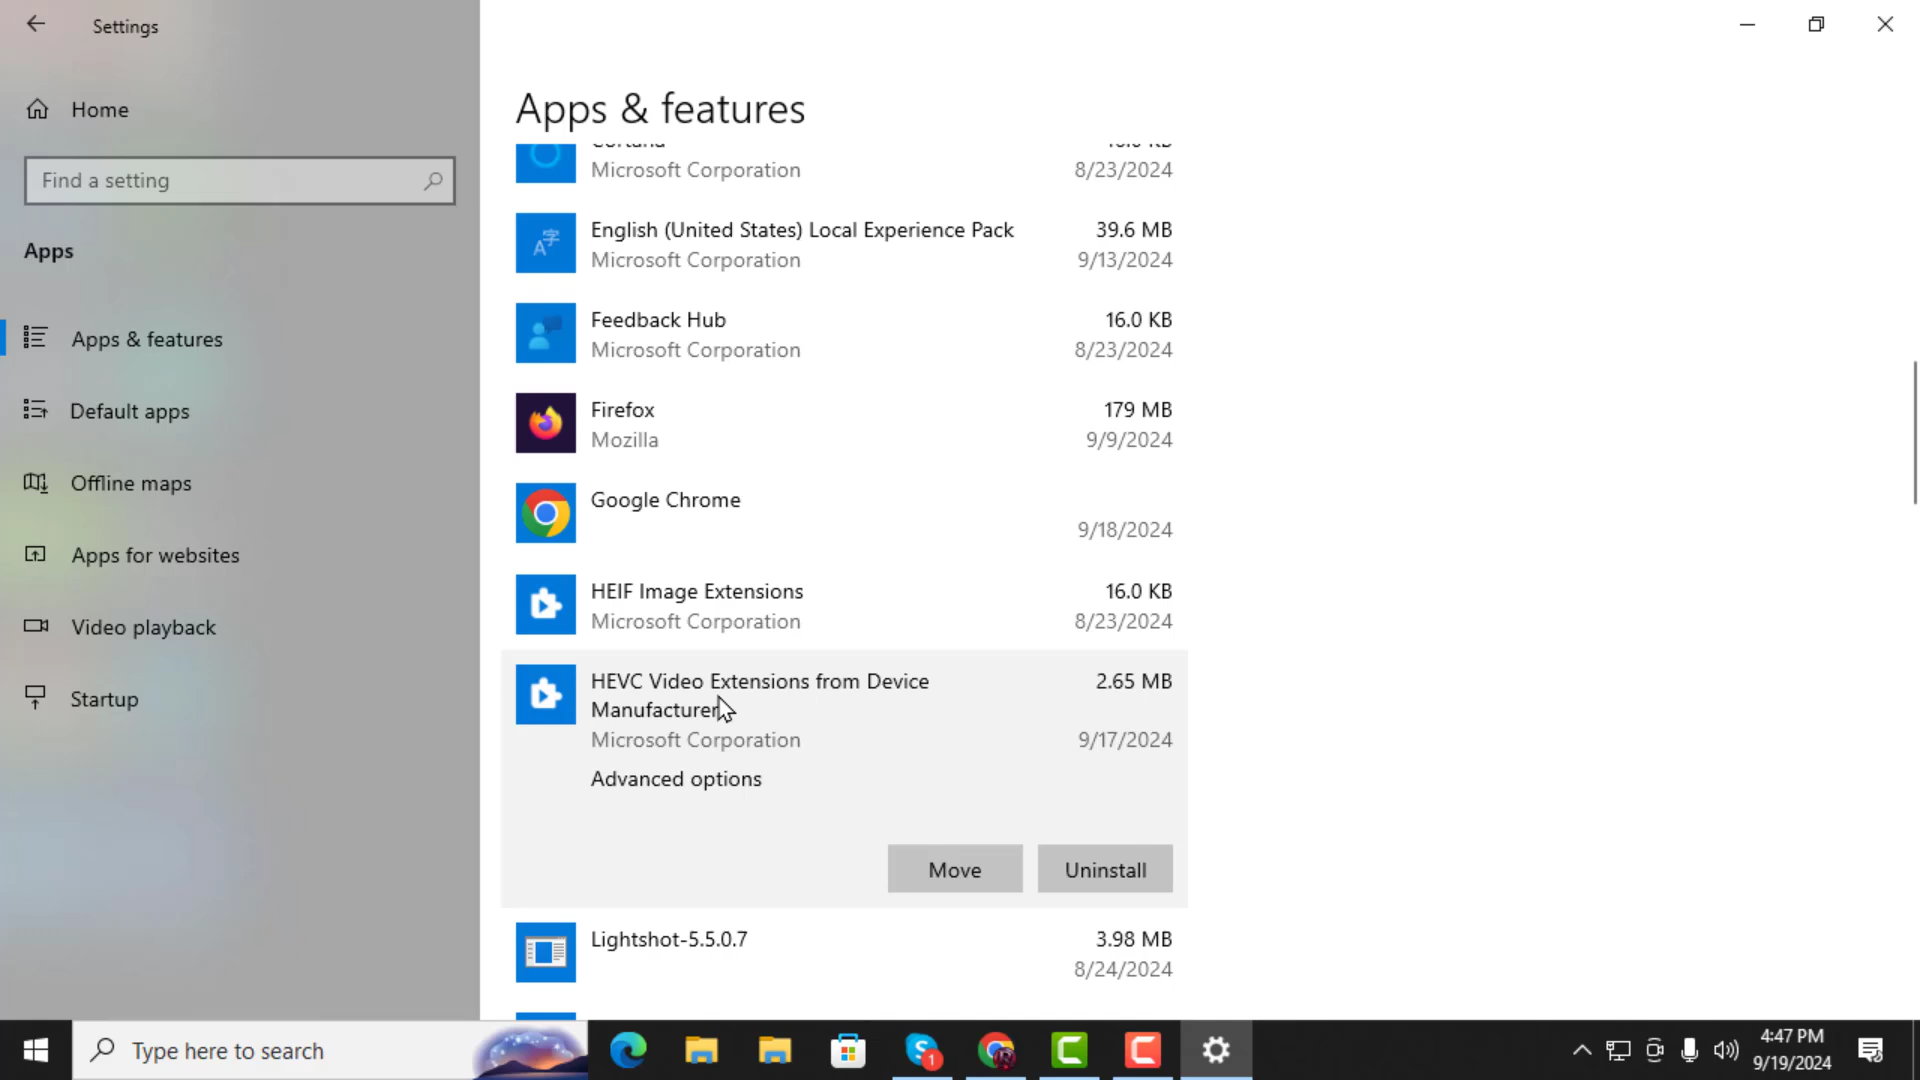 Settings
Home
Find a setting
Apps
Apps & features
Default apps
Offline maps
Apps for websites
Video playback
Startup
Apps & features
Microsoft Corporation
8/23/2024
English (United States) Local Experience Pack
39.6 MB
Microsoft Corporation
9/13/2024
Feedback Hub
16.0 KB
Microsoft Corporation
8/23/2024
Firefox
179 MB
Mozilla
9/9/2024
Google Chrome
9/18/2024
HEIF Image Extensions
16.0 KB
Microsoft Corporation
8/23/2024
HEVC Video Extensions from Device
2.65 MB
Manufacturer
Microsoft Corporation
9/17/2024
Advanced options
Move
Uninstall
Lightshot-5.5.0.7
3.98 MB
8/24/2024
Type here to search
1
4:47 PM
9/19/2024